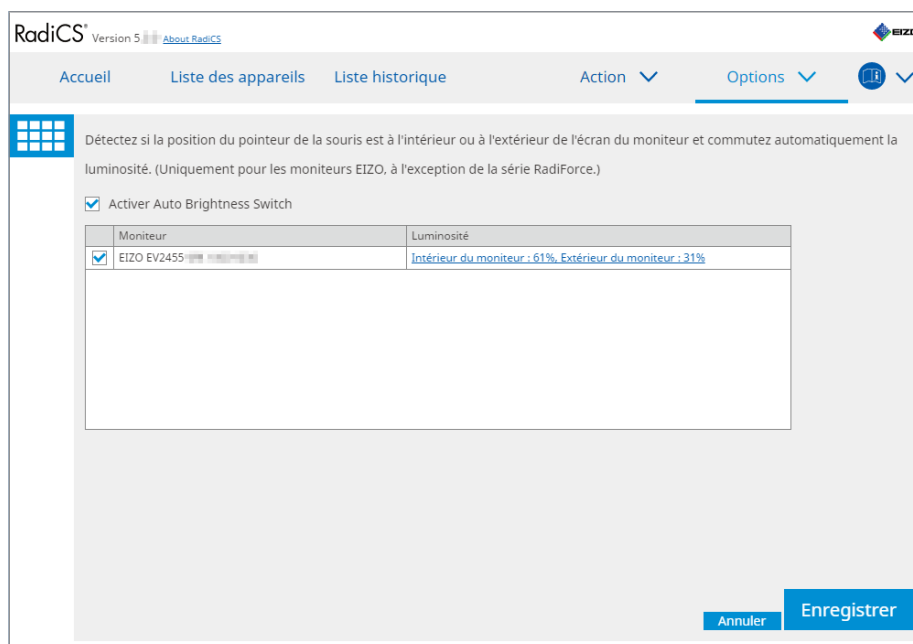 RadiCS® Version 5. About RadiCS
EIZO
Accueil Liste des appareils Liste historique Action Options
Détectez si la position du pointeur de la souris est à l'intérieur ou à l'extérieur de l'écran du moniteur et commutez automatiquement la
luminosité. (Uniquement pour les moniteurs EIZO, à l'exception de la série RadiForce.)
Activer Auto Brightness Switch
Moniteur Luminosité
EIZO EV2455 Intérieur du moniteur : 61%, Extérieur du moniteur : 31%
Enregistrer
Annuler